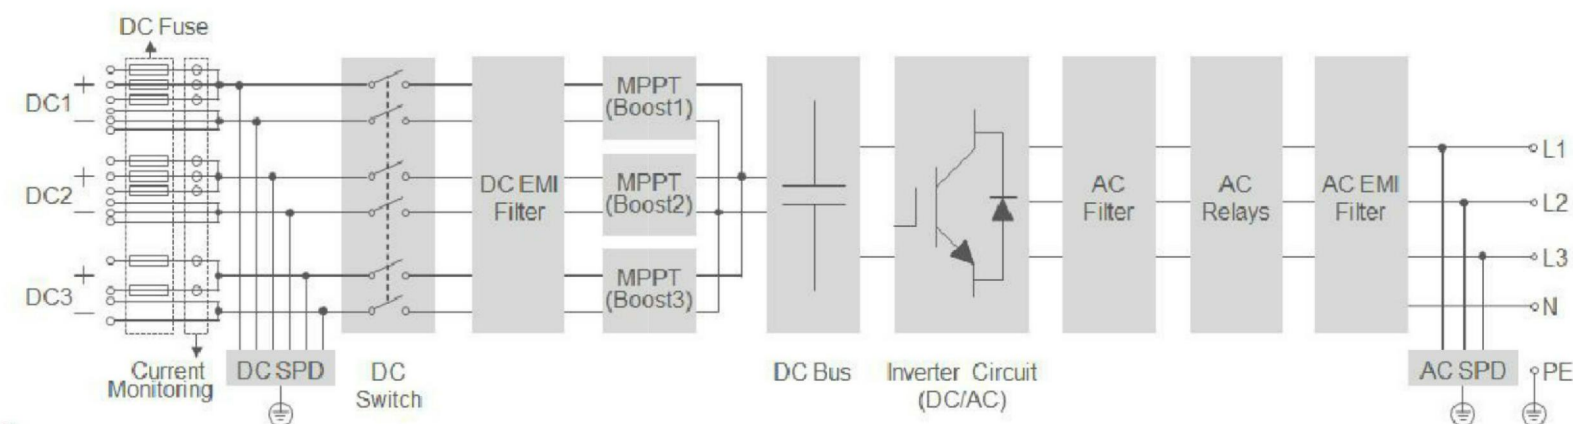 DC Fuse
DC1
+
−
DC2
+
−
DC3
+
−
Current
Monitoring
DC SPD
DC
Switch
DC EMI
Filter
MPPT
(Boost1)
MPPT
(Boost2)
MPPT
(Boost3)
DC Bus
Inverter Circuit
(DC/AC)
AC
Filter
AC
Relays
AC EMI
Filter
L1
L2
L3
N
AC SPD
PE